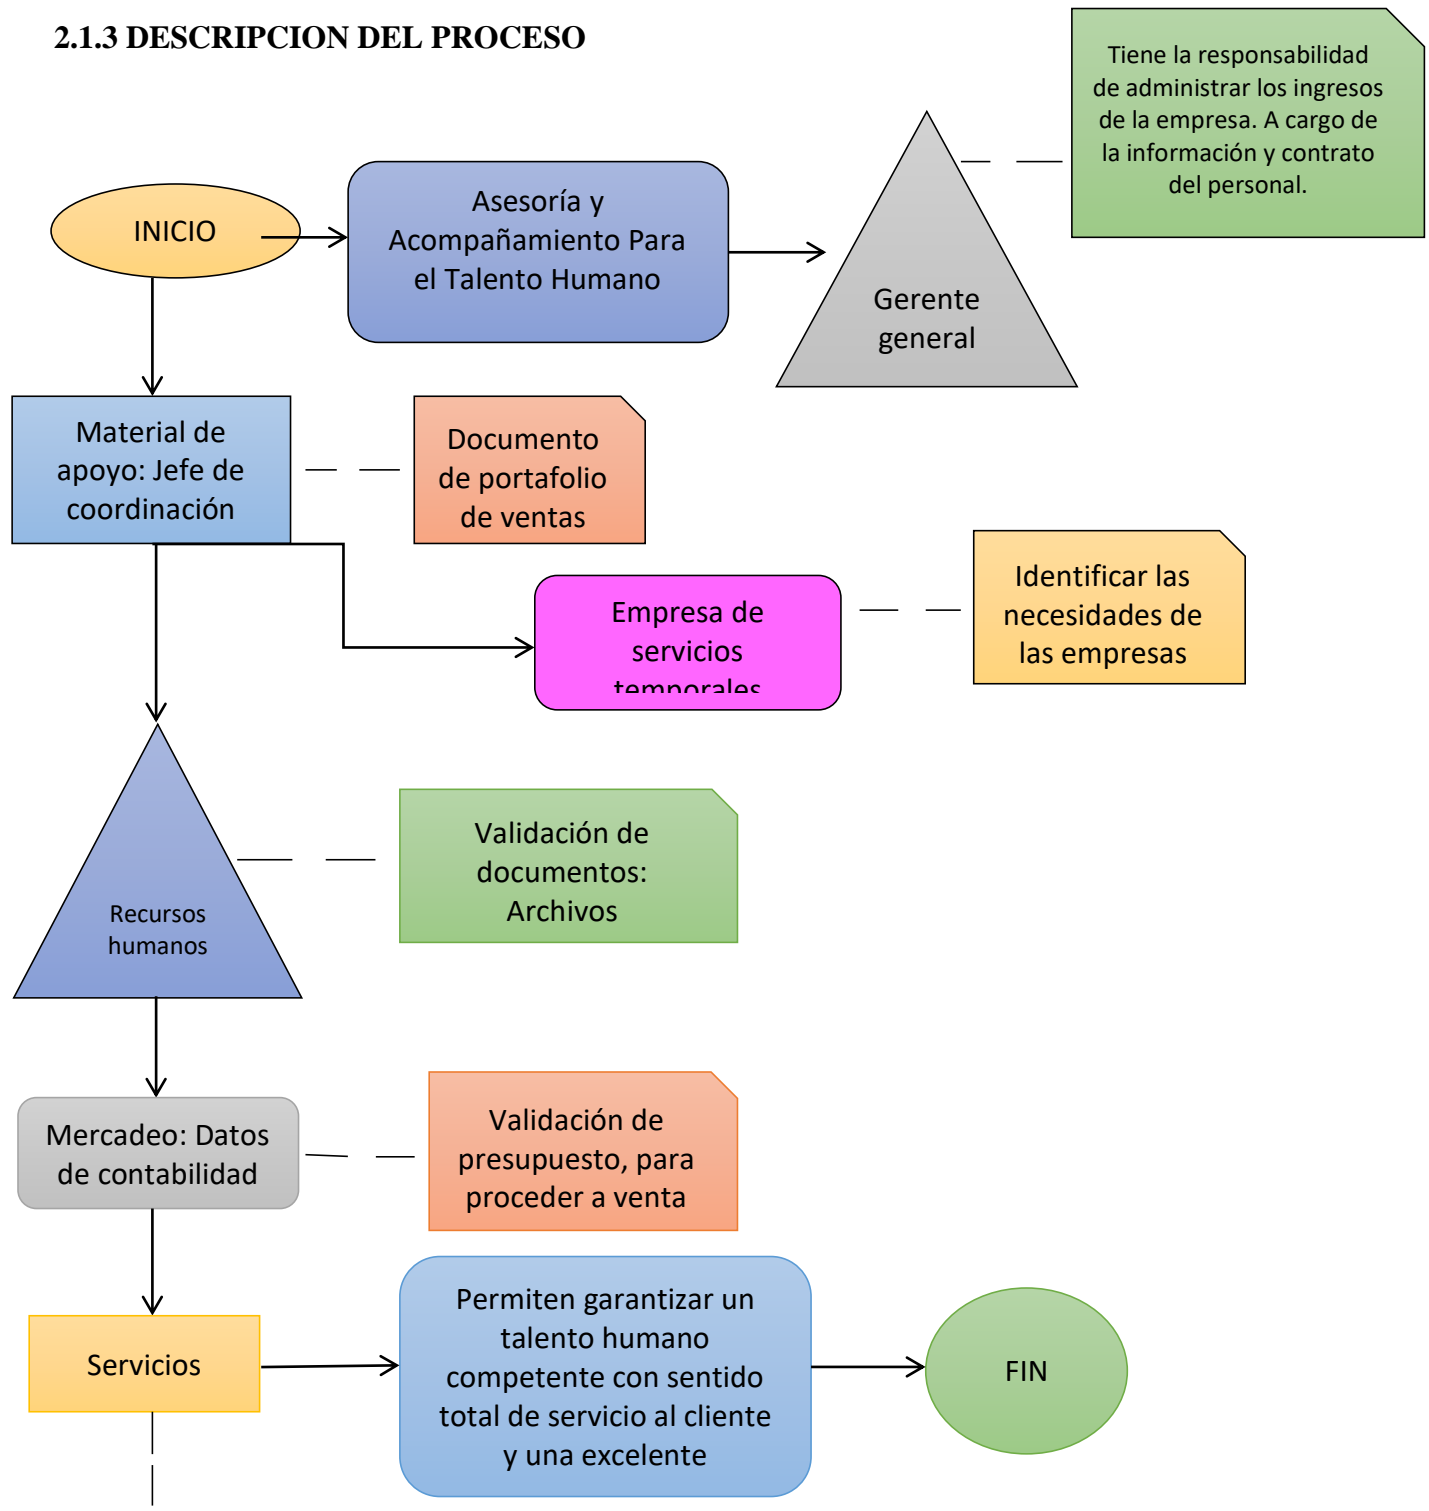 2.1.3 DESCRIPCION DEL PROCESO
Tiene la responsabilidad
de administrar los ingresos
de la empresa. A cargo de
la información y contrato
del personal.
INICIO
Asesoría y
Acompañamiento Para
el Talento Humano
Gerente
general
Material de
apoyo: Jefe de
coordinación
Documento
de portafolio
de ventas
Empresa de
servicios
temporales
Identificar las
necesidades de
las empresas
Recursos
humanos
Validación de
documentos:
Archivos
Mercadeo: Datos
de contabilidad
Validación de
presupuesto, para
proceder a venta
Servicios
Permiten garantizar un
talento humano
competente con sentido
total de servicio al cliente
y una excelente
FIN